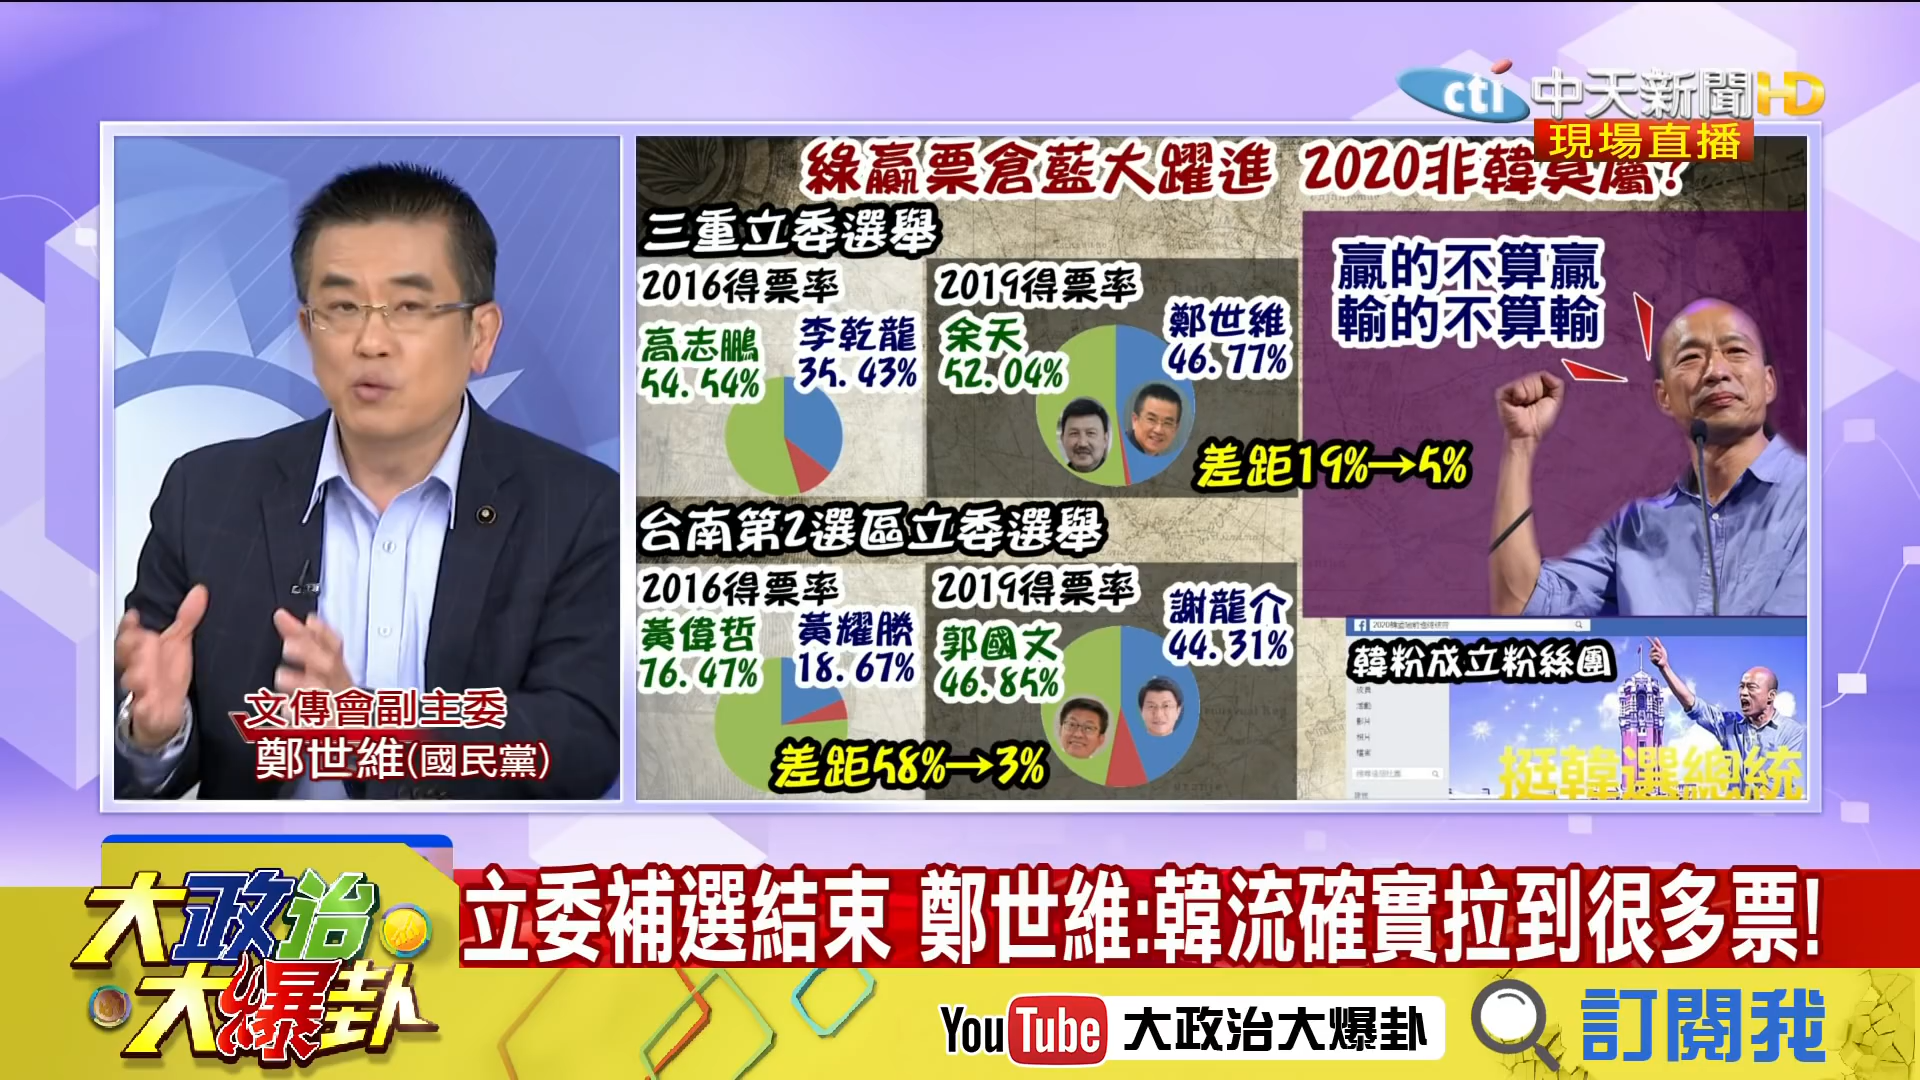 cti 中天新聞HD
現場直播
綠贏票倉藍大躍進 2020非韓莫屬?
三重立委選舉
2016得票率
高志鵬
54.54%
李乾龍
35.43%
2019得票率
余天
52.04%
鄭世維
46.77%
差距19%→5%
台南第2選區立委選舉
2016得票率
黃偉哲
76.47%
黃耀勝
18.67%
2019得票率
郭國文
46.85%
謝龍介
44.31%
差距58%→3%
贏的不算贏
輸的不算輸
韓粉成立粉絲團
挺韓選總統
文傳會副主委
鄭世維(國民黨)
大政治
大爆卦
立委補選結束 鄭世維:韓流確實拉到很多票!
YouTube 大政治大爆卦
訂閱我